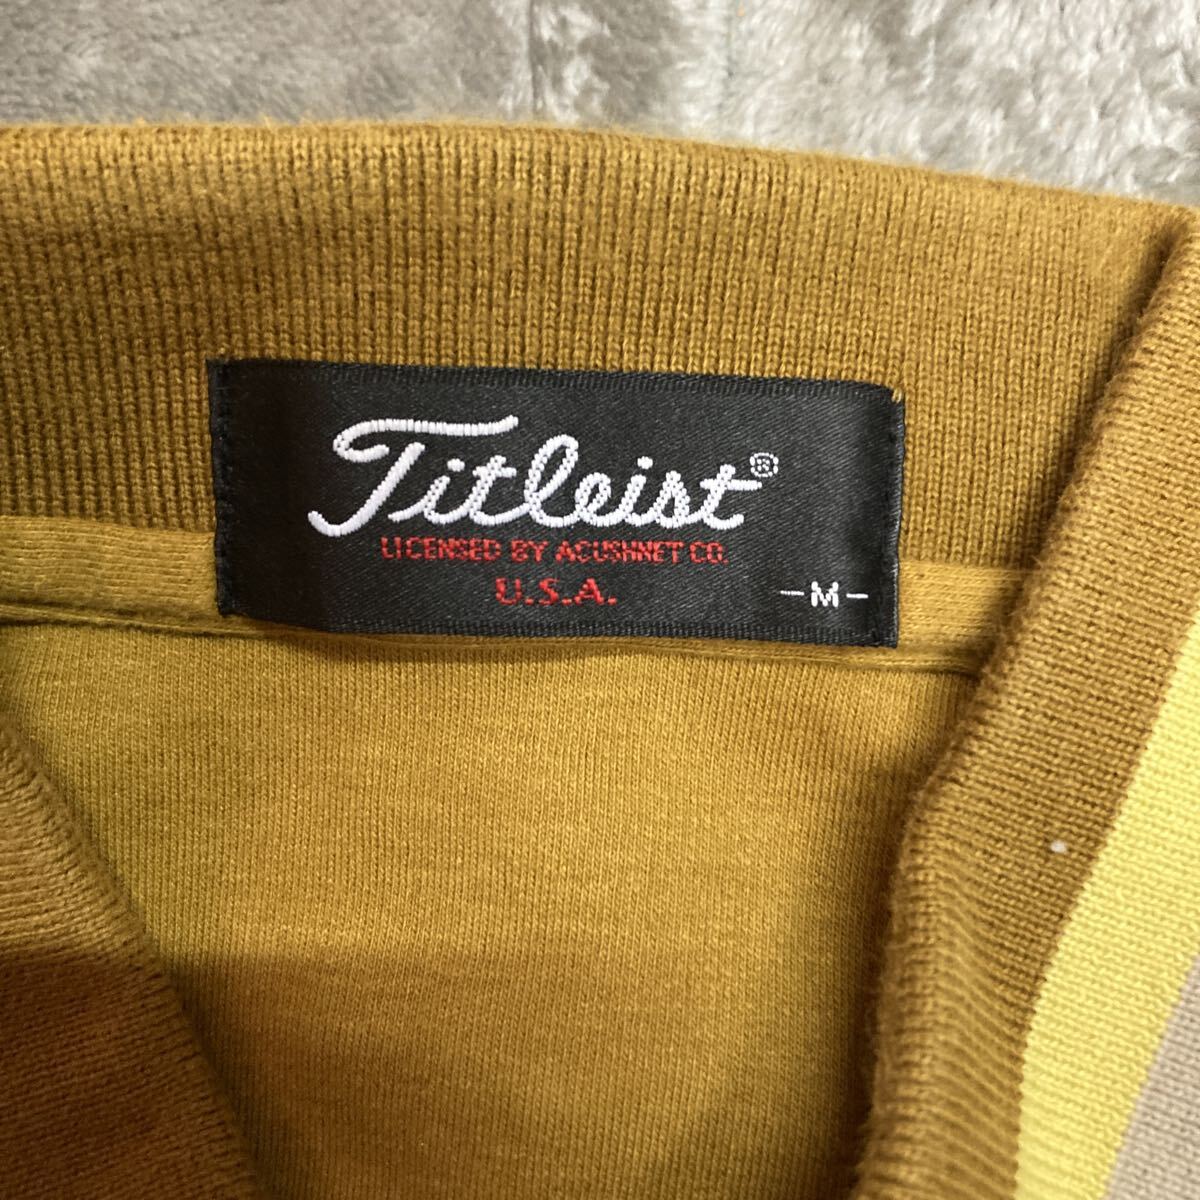 Titleist®
LICENSED BY ACUSHNET CO.
U.S.A.
-M-